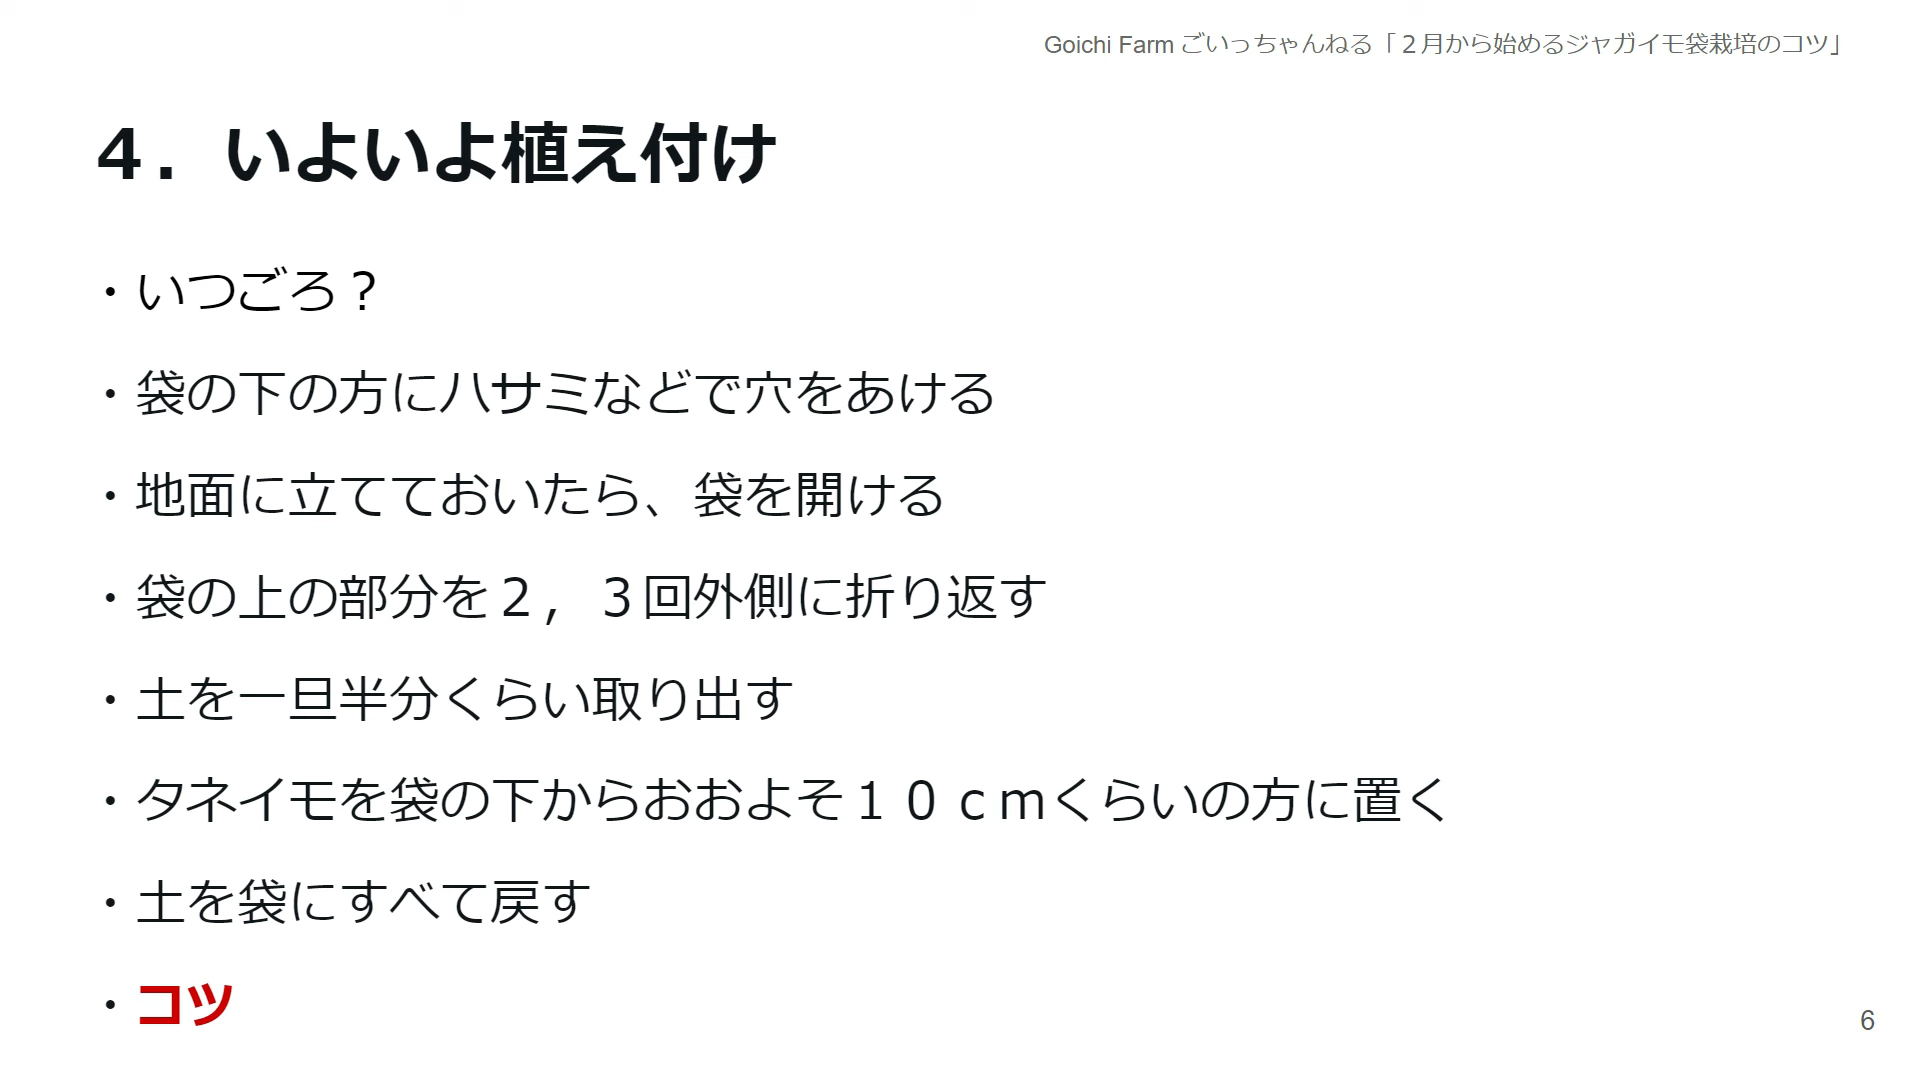 Goichi Farm ごいっちゃんねる「２月から始めるジャガイモ袋栽培のコツ」
４．いよいよ植え付け
・いつごろ？
・袋の下の方にハサミなどで穴をあける
・地面に立てておいたら、袋を開ける
・袋の上の部分を２，３回外側に折り返す
・土を一旦半分くらい取り出す
・タネイモを袋の下からおおよそ１０ｃｍくらいの方に置く
・土を袋にすべて戻す
・コツ
6